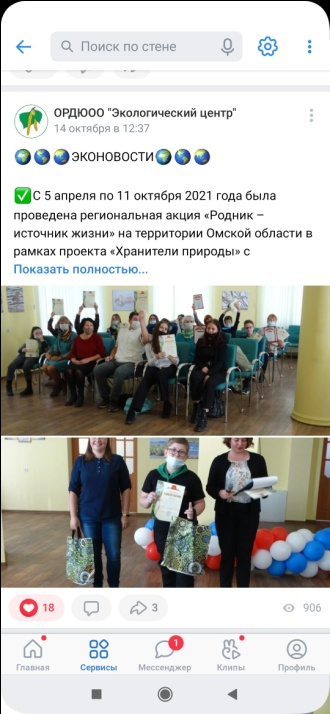 Поиск по стене
ОРДЮОО "Экологический центр"
14 октября в 12:37
🌍🌎🌏ЭКОНОВОСТИ🌍🌎🌏
✅С 5 апреля по 11 октября 2021 года была
проведена региональная акция «Родник –
источник жизни» на территории Омской области в
рамках проекта «Хранители природы» с
Показать полностью...
18
3
906
1
Главная
Сервисы
Мессенджер
Клипы
Профиль